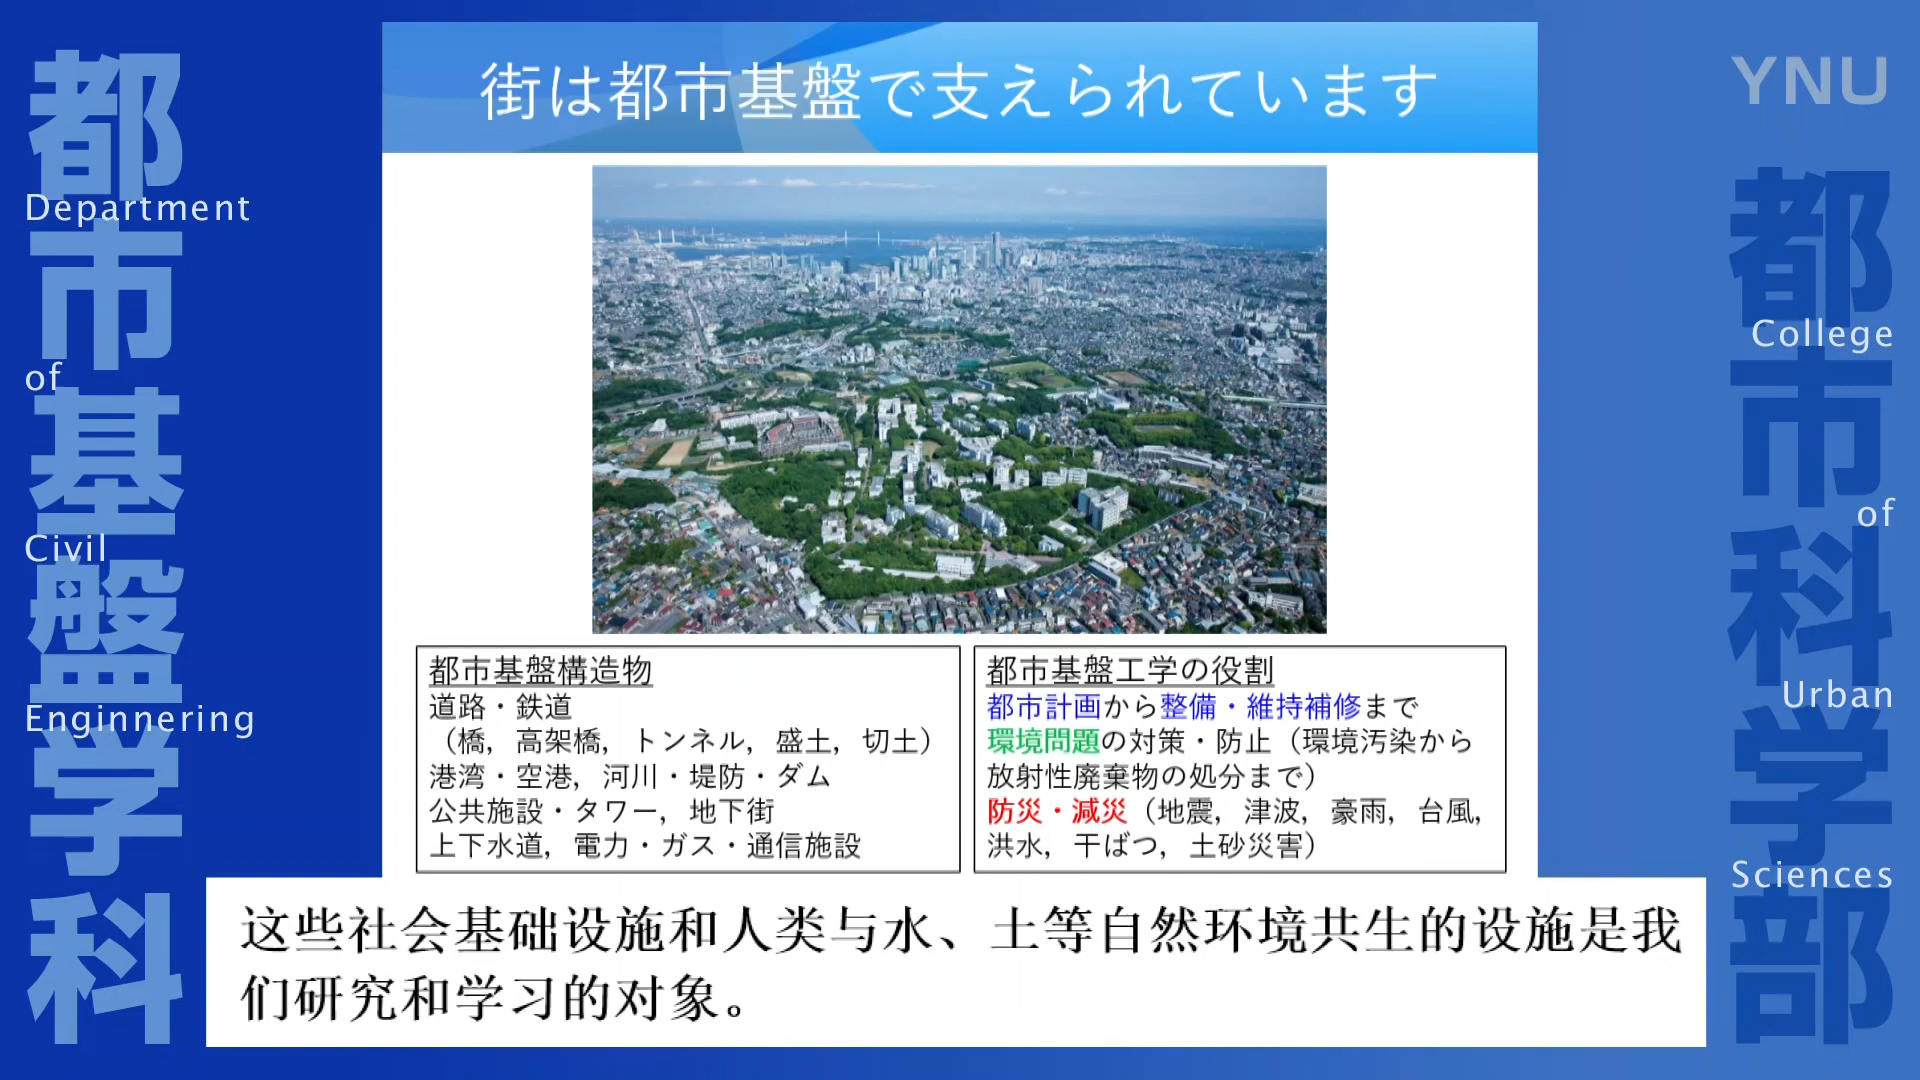 都市基盤学科
Department
of
Civil
Enginnering
街は都市基盤で支えられています
都市基盤構造物
道路・鉄道
（橋，高架橋，トンネル，盛土，切土）
港湾・空港，河川・堤防・ダム
公共施設・タワー，地下街
上下水道，電力・ガス・通信施設
都市基盤工学の役割
都市計画から整備・維持補修まで
環境問題の対策・防止（環境汚染から
放射性廃棄物の処分まで）
防災・減災（地震，津波，豪雨，台風，
洪水，干ばつ，土砂災害）
这些社会基础设施和人类与水、土等自然环境共生的设施是我
们研究和学习的对象。
YNU
都市科学部
College
of
Urban
Sciences